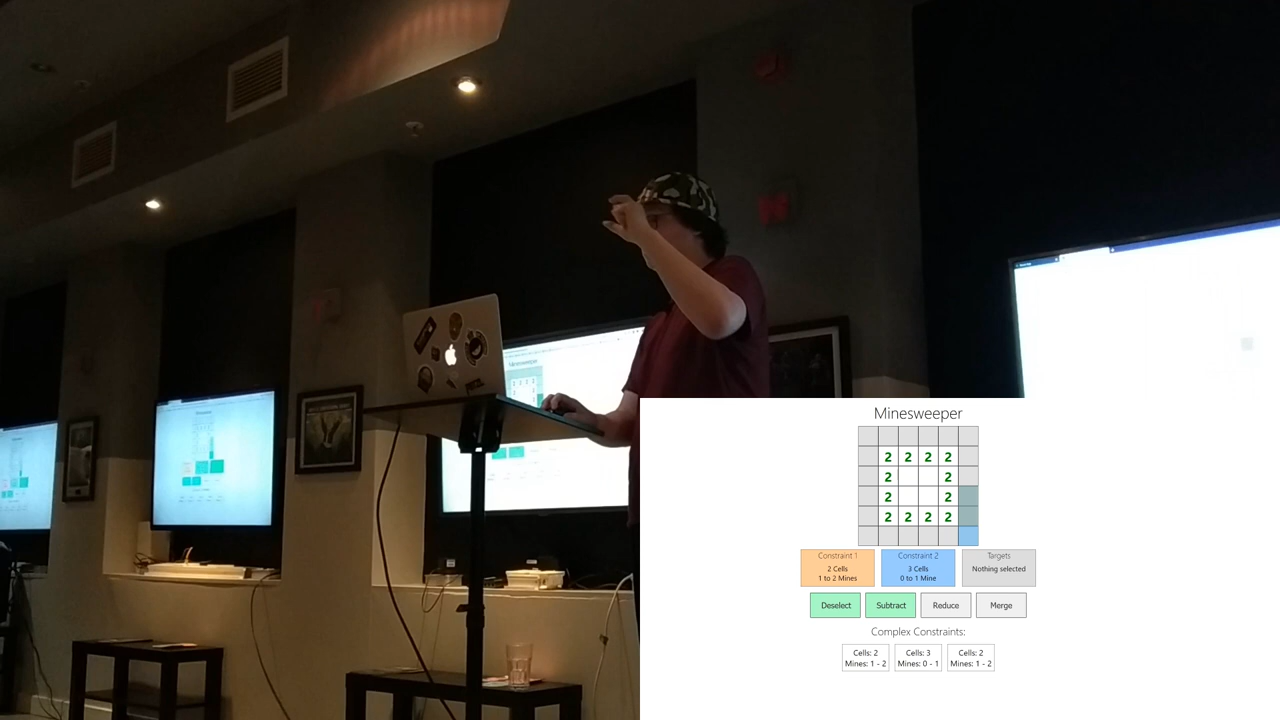 Minesweeper
2 2 2 2
2 2
2 2
2 2 2 2
Constraint 1
2 Cells
1 to 2 Mines
Constraint 2
3 Cells
0 to 1 Mine
Targets
Nothing selected
Deselect
Subtract
Reduce
Merge
Complex Constraints:
Cells: 2
Mines: 1 - 2
Cells: 3
Mines: 0 - 1
Cells: 2
Mines: 1 - 2
Minesweeper